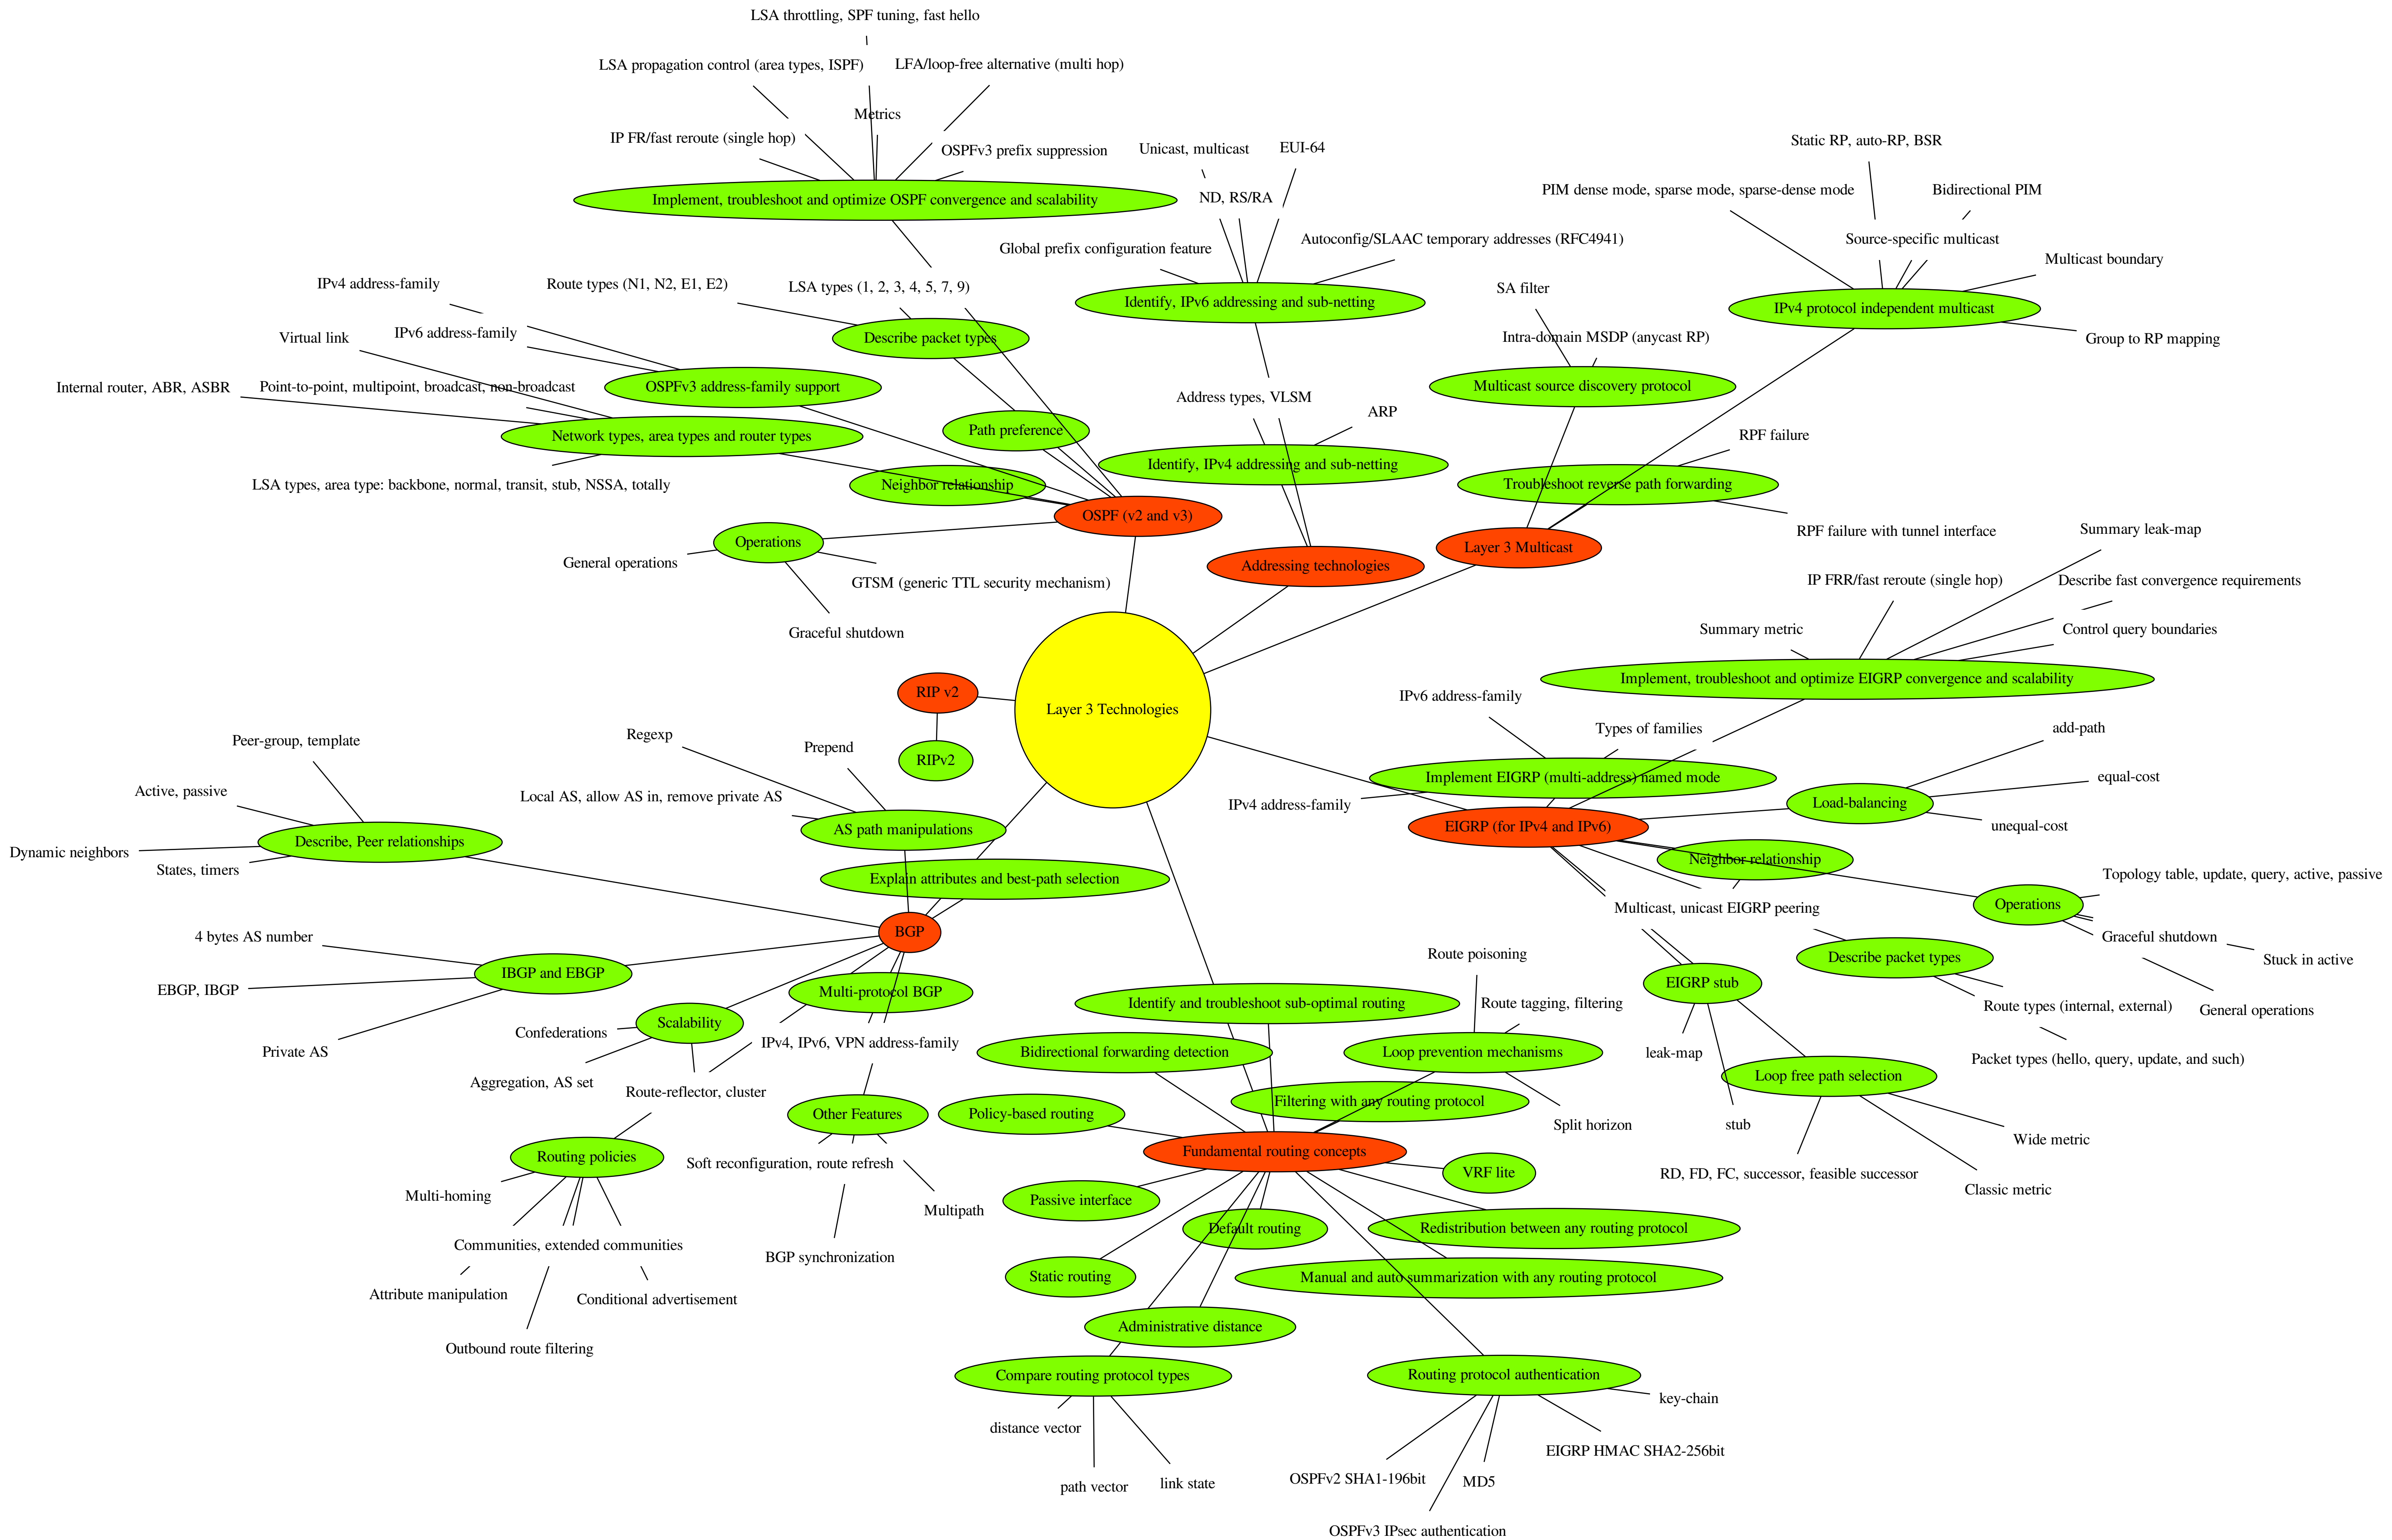 LSA throttling, SPF tuning, fast hello
LSA propagation control (area types, ISPF)
LFA/loop-free alternative (multi hop)
Metrics
IP FR/fast reroute (single hop)
OSPFv3 prefix suppression
Implement, troubleshoot and optimize OSPF convergence and scalability
Unicast, multicast
EUI-64
ND, RS/RA
Global prefix configuration feature
Autoconfig/SLAAC temporary addresses (RFC4941)
Identify, IPv6 addressing and sub-netting
Static RP, auto-RP, BSR
PIM dense mode, sparse mode, sparse-dense mode
Bidirectional PIM
Source-specific multicast
Multicast boundary
IPv4 protocol independent multicast
Group to RP mapping
SA filter
Intra-domain MSDP (anycast RP)
Multicast source discovery protocol
IPv4 address-family
Route types (N1, N2, E1, E2)
LSA types (1, 2, 3, 4, 5, 7, 9)
IPv6 address-family
Virtual link
Describe packet types
Internal router, ABR, ASBR
Point-to-point, multipoint, broadcast, non-broadcast
OSPFv3 address-family support
Address types, VLSM
ARP
Network types, area types and router types
Path preference
Identify, IPv4 addressing and sub-netting
RPF failure
LSA types, area type: backbone, normal, transit, stub, NSSA, totally
Neighbor relationship
Troubleshoot reverse path forwarding
OSPF (v2 and v3)
RPF failure with tunnel interface
Operations
General operations
GTSM (generic TTL security mechanism)
Graceful shutdown
Addressing technologies
Layer 3 Multicast
Summary leak-map
IP FRR/fast reroute (single hop)
Describe fast convergence requirements
Summary metric
Control query boundaries
Implement, troubleshoot and optimize EIGRP convergence and scalability
RIP v2
Layer 3 Technologies
RIPv2
IPv6 address-family
Types of families
Implement EIGRP (multi-address) named mode
IPv4 address-family
EIGRP (for IPv4 and IPv6)
add-path
equal-cost
Load-balancing
unequal-cost
Peer-group, template
Regexp
Prepend
Active, passive
Local AS, allow AS in, remove private AS
AS path manipulations
Describe, Peer relationships
Dynamic neighbors
States, timers
Explain attributes and best-path selection
BGP
Neighbor relationship
Topology table, update, query, active, passive
Operations
Multicast, unicast EIGRP peering
Graceful shutdown
Stuck in active
Describe packet types
General operations
Route types (internal, external)
Packet types (hello, query, update, and such)
EIGRP stub
leak-map
stub
Loop free path selection
Wide metric
RD, FD, FC, successor, feasible successor
Classic metric
4 bytes AS number
IBGP and EBGP
EBGP, IBGP
Private AS
Multi-protocol BGP
Scalability
Confederations
Aggregation, AS set
IPv4, IPv6, VPN address-family
Route-reflector, cluster
Other Features
Soft reconfiguration, route refresh
Multipath
BGP synchronization
Routing policies
Multi-homing
Communities, extended communities
Attribute manipulation
Conditional advertisement
Outbound route filtering
Route poisoning
Identify and troubleshoot sub-optimal routing
Route tagging, filtering
Bidirectional forwarding detection
Loop prevention mechanisms
Policy-based routing
Filtering with any routing protocol
Split horizon
Fundamental routing concepts
VRF lite
Passive interface
Default routing
Redistribution between any routing protocol
Static routing
Manual and auto summarization with any routing protocol
Administrative distance
Compare routing protocol types
Routing protocol authentication
distance vector
path vector
link state
key-chain
EIGRP HMAC SHA2-256bit
OSPFv2 SHA1-196bit
MD5
OSPFv3 IPsec authentication